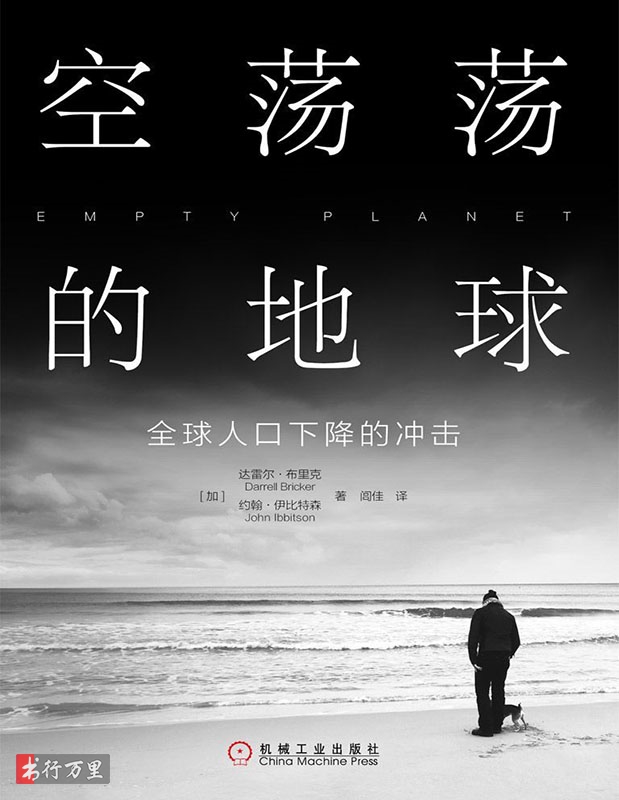 空荡荡
EMPTY PLANET
的地球
全球人口下降的冲击
达雷尔·布里克
Darrell Bricker
[加] 著 闾佳 译
约翰·伊比特森
John Ibbitson
机械工业出版社
China Machine Press
书行万里